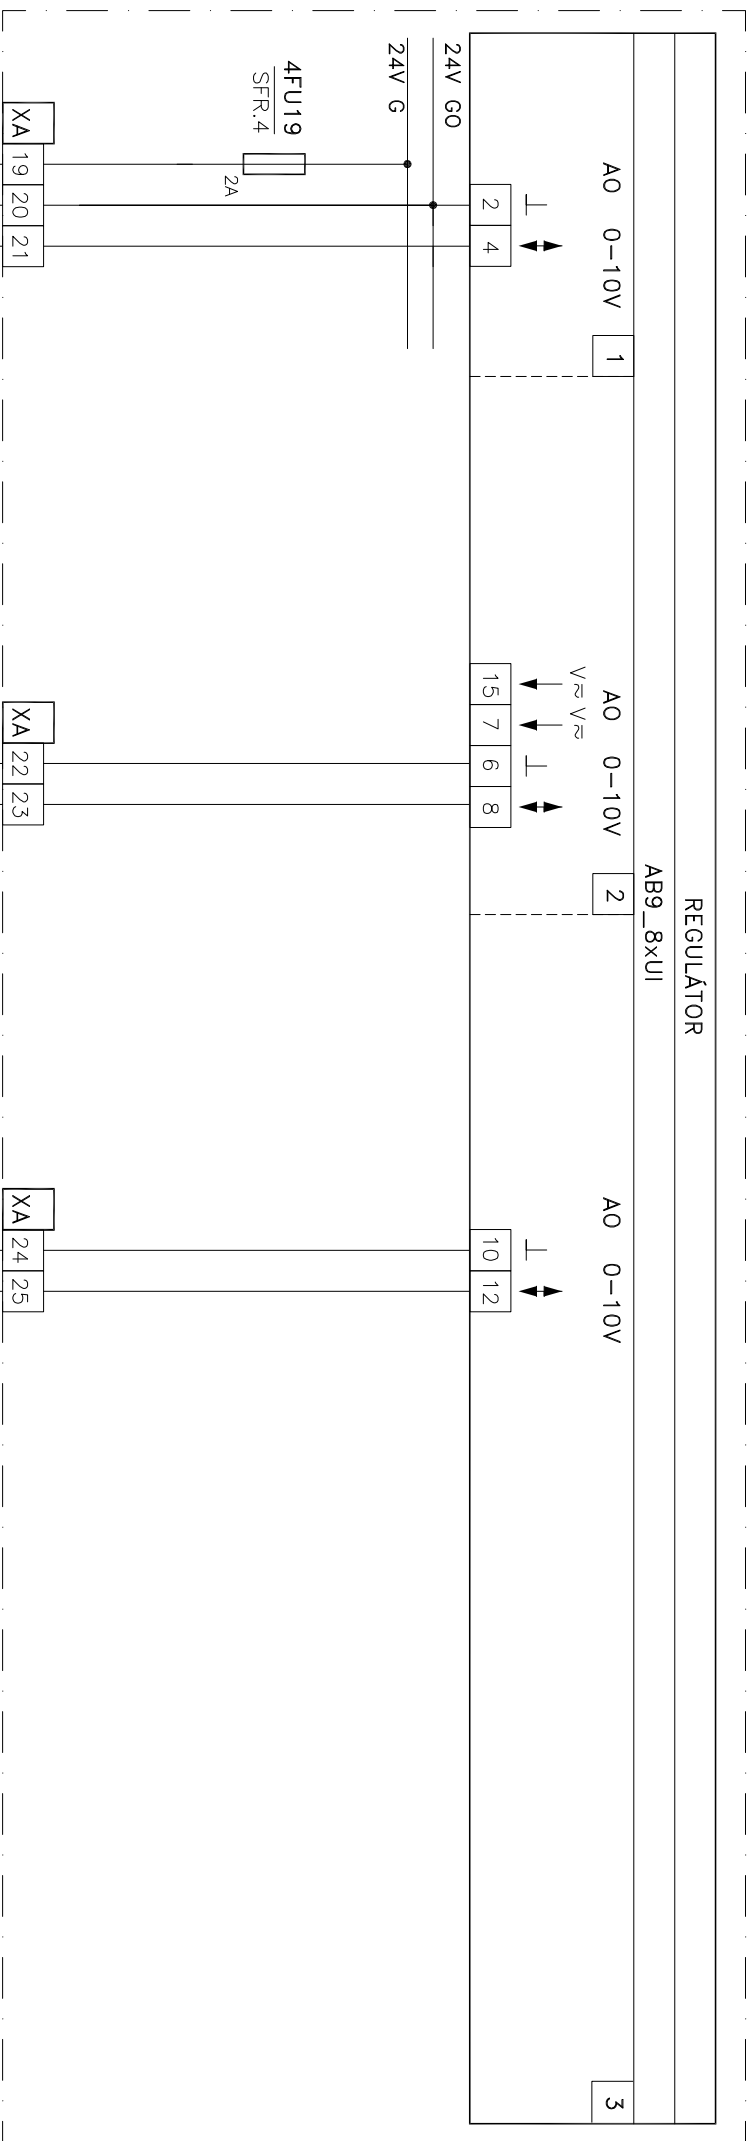 REGULÁTOR
AB9_8xUI
AO 0-10V
1
AO 0-10V
2
AO 0-10V
3
V≂ V≂
2 4
15 7 6 8
10 12
24V GO
24V G
4FU19
SFR.4
2A
XA 19 20 21
XA 22 23
XA 24 25